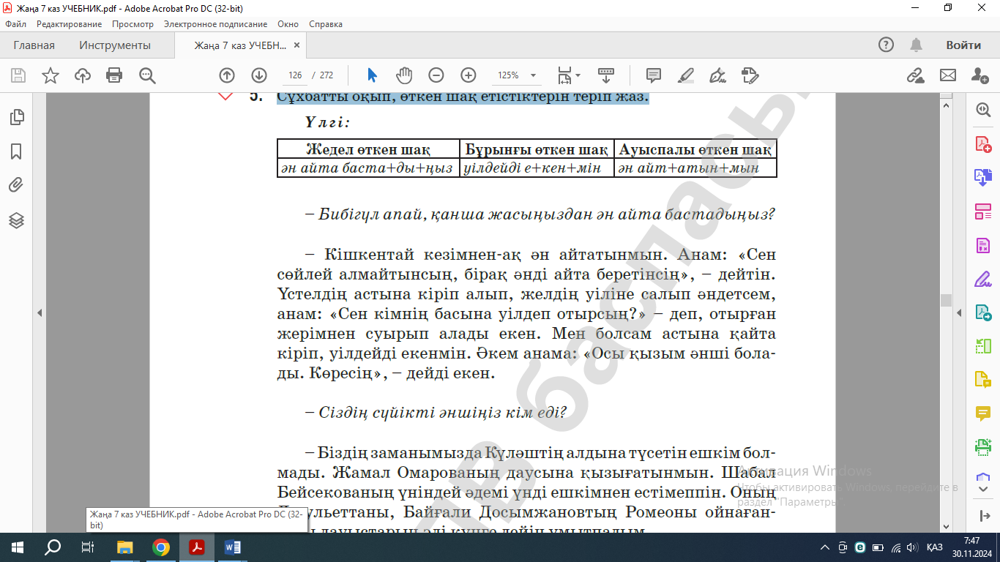 Жаңа 7 каз УЧЕБНИК.pdf - Adobe Acrobat Pro DC (32-bit)
Файл Редактирование Просмотр Электронное подписание Окно Справка
Главная Инструменты Жаңа 7 каз УЧЕБН... × Войти
126 / 272 125%
5. Сұхбатты оқып, өткен шақ етістіктерін теріп жаз.
Үлгі:
Жедел өткен шақ Бұрынғы өткен шақ Ауыспалы өткен шақ
ән айта баста+ды+ңыз уілдейді е+кен+мін ән айт+атын+мын
– Бибігүл апай, қанша жасыңыздан ән айта бастадыңыз?
– Кішкентай кезімнен-ақ ән айтатынмын. Анам: «Сен
сөйлей алмайтынсың, бірақ әнді айта беретінсің», – дейтін.
Үстелдің астына кіріп алып, желдің уіліне салып әндетсем,
анам: «Сен кімнің басына уілдеп отырсың?» – деп, отырған
жерімнен суырып алады екен. Мен болсам астына қайта
кіріп, уілдейді екенмін. Әкем анама: «Осы қызым әнші бола-
ды. Көресің», – дейді екен.
– Сіздің сүйікті әншіңіз кім еді?
– Біздің заманымызда Күләштің алдына түсетін ешкім бол-
мады. Жамал Омарованың даусына қызығатынмын. Шабал
Бейсекованың үніндей әдемі үнді ешкімнен естімеппін. Оның
Байғали Досымжановтың Ромеоны ойнаған-
дауыстарын әлі күнге дейін ұмытпадым
баспасы
Активация Windows
Чтобы активировать Windows, перейдите в
раздел "Параметры".
Жаңа 7 каз УЧЕБНИК.pdf - Adobe Acrobat Pro DC (32-
bit)
ҚАЗ 7:47
30.11.2024